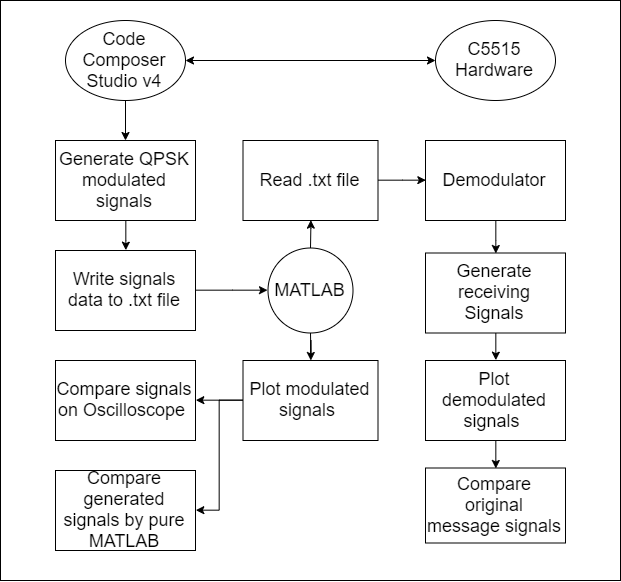 Code
Composer
Studio v4
C5515
Hardware
Generate QPSK
modulated
signals
Read .txt file
Demodulator
Write signals
data to .txt file
MATLAB
Generate
receiving
Signals
Compare signals
on Oscilloscope
Plot modulated
signals
Plot
demodulated
signals
Compare
generated
signals by pure
MATLAB
Compare
original
message signals